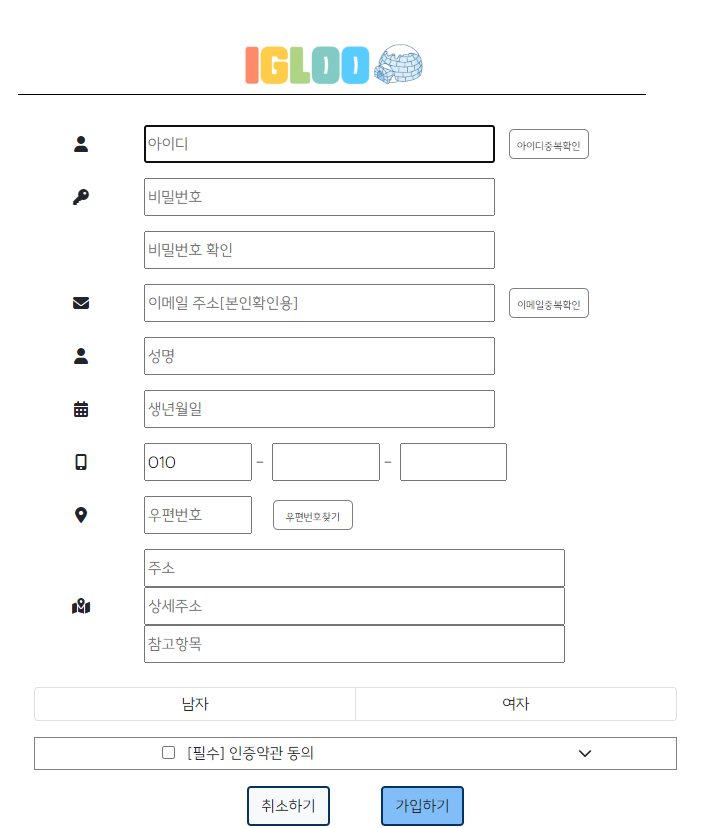 IGLOO
아이디 아이디중복확인
비밀번호
비밀번호 확인
이메일 주소[본인확인용] 이메일중복확인
성명
생년월일
010 - -
우편번호 우편번호찾기
주소
상세주소
참고항목
남자 여자
[필수] 인증약관 동의
취소하기 가입하기